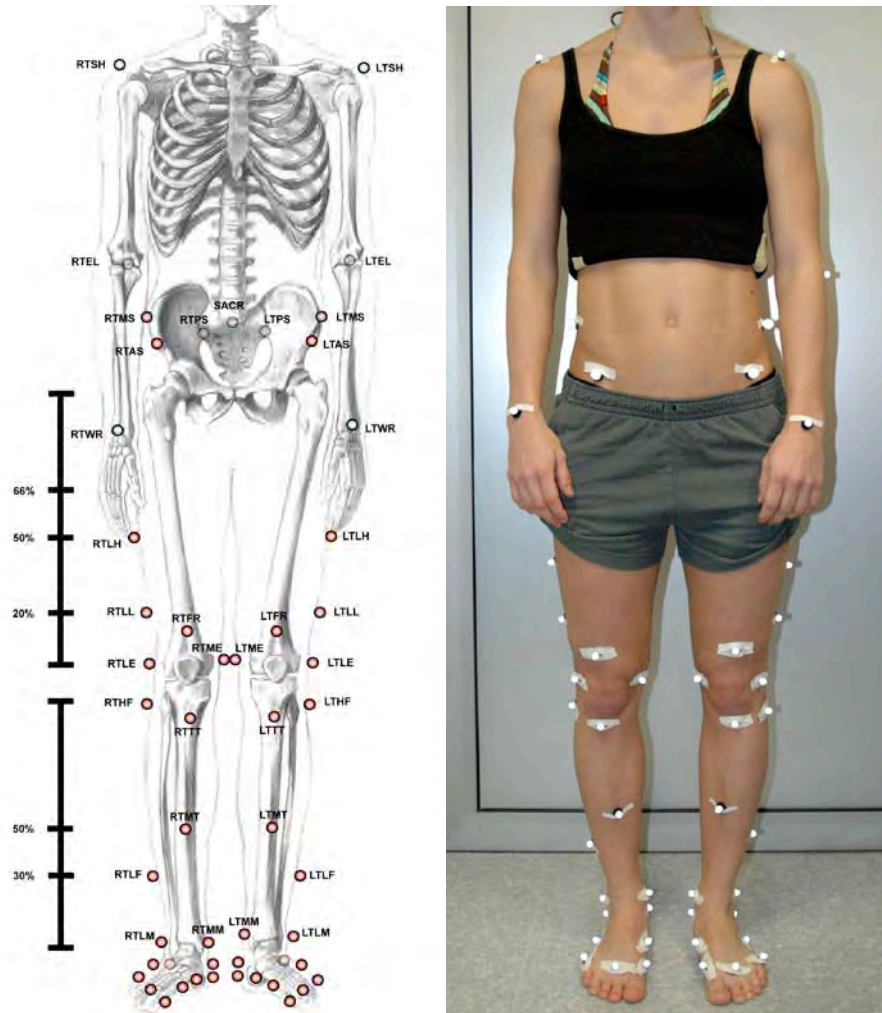 RTSH LTSH
RTEL LTEL
SACR
RTMS RTPS LTPS LTMS
RTAS LTAS
RTWR LTWR
66%
50% RTLH LTLH
20% RTLL RTFR LTFR LTLL
RTME LTME
RTLE LTLE
RTHF LTHF
RTTT LTTT
RTMT LTMT
50%
30% RTLF LTLF
LTMM
RTLM RTMM LTLM